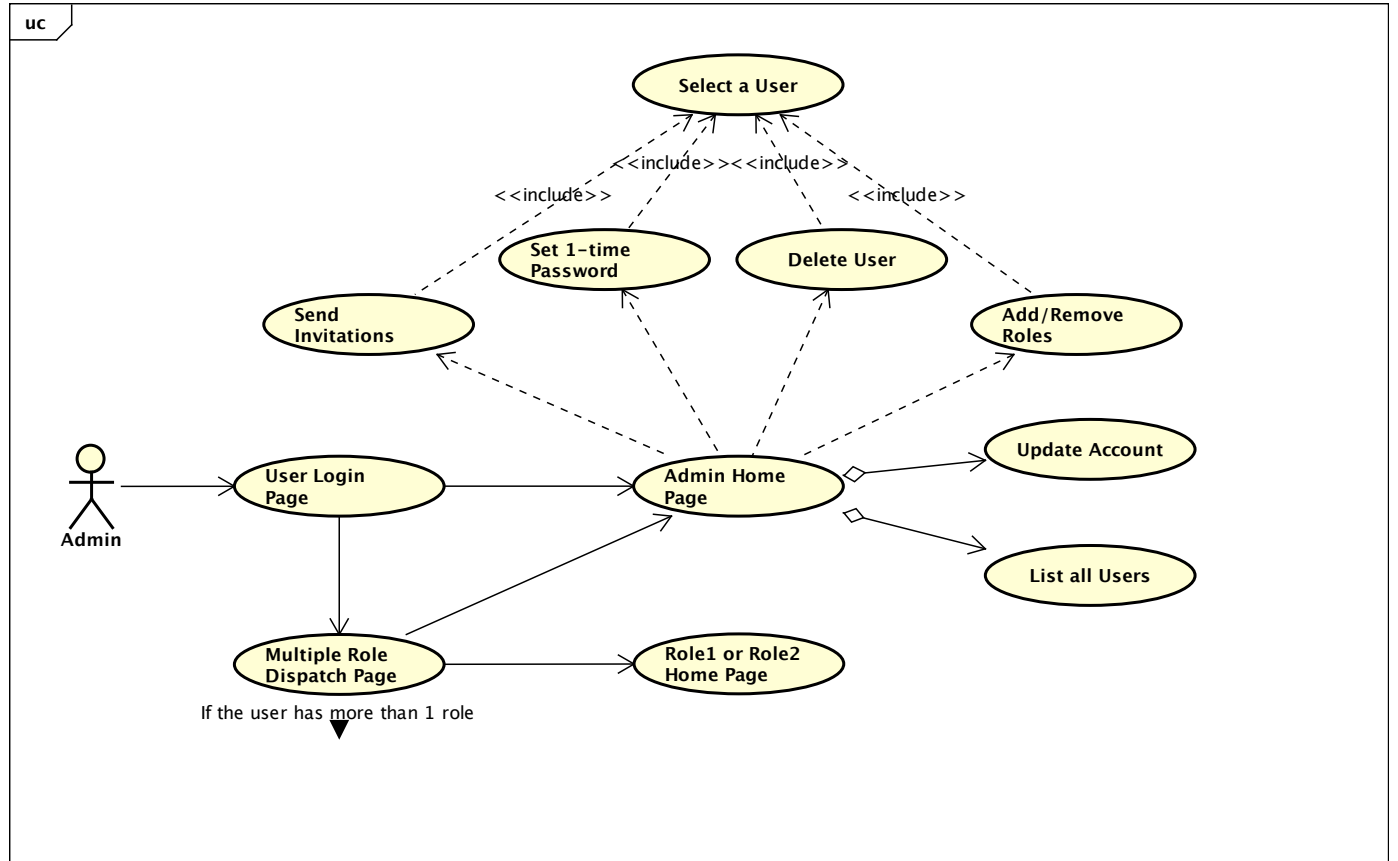 uc
Select a User
<<include>>
<<include>>
<<include>>
<<include>>
Set 1-time
Password
Delete User
Send
Invitations
Add/Remove
Roles
Update Account
User Login
Page
Admin Home
Page
Admin
List all Users
Multiple Role
Dispatch Page
Role1 or Role2
Home Page
If the user has more than 1 role